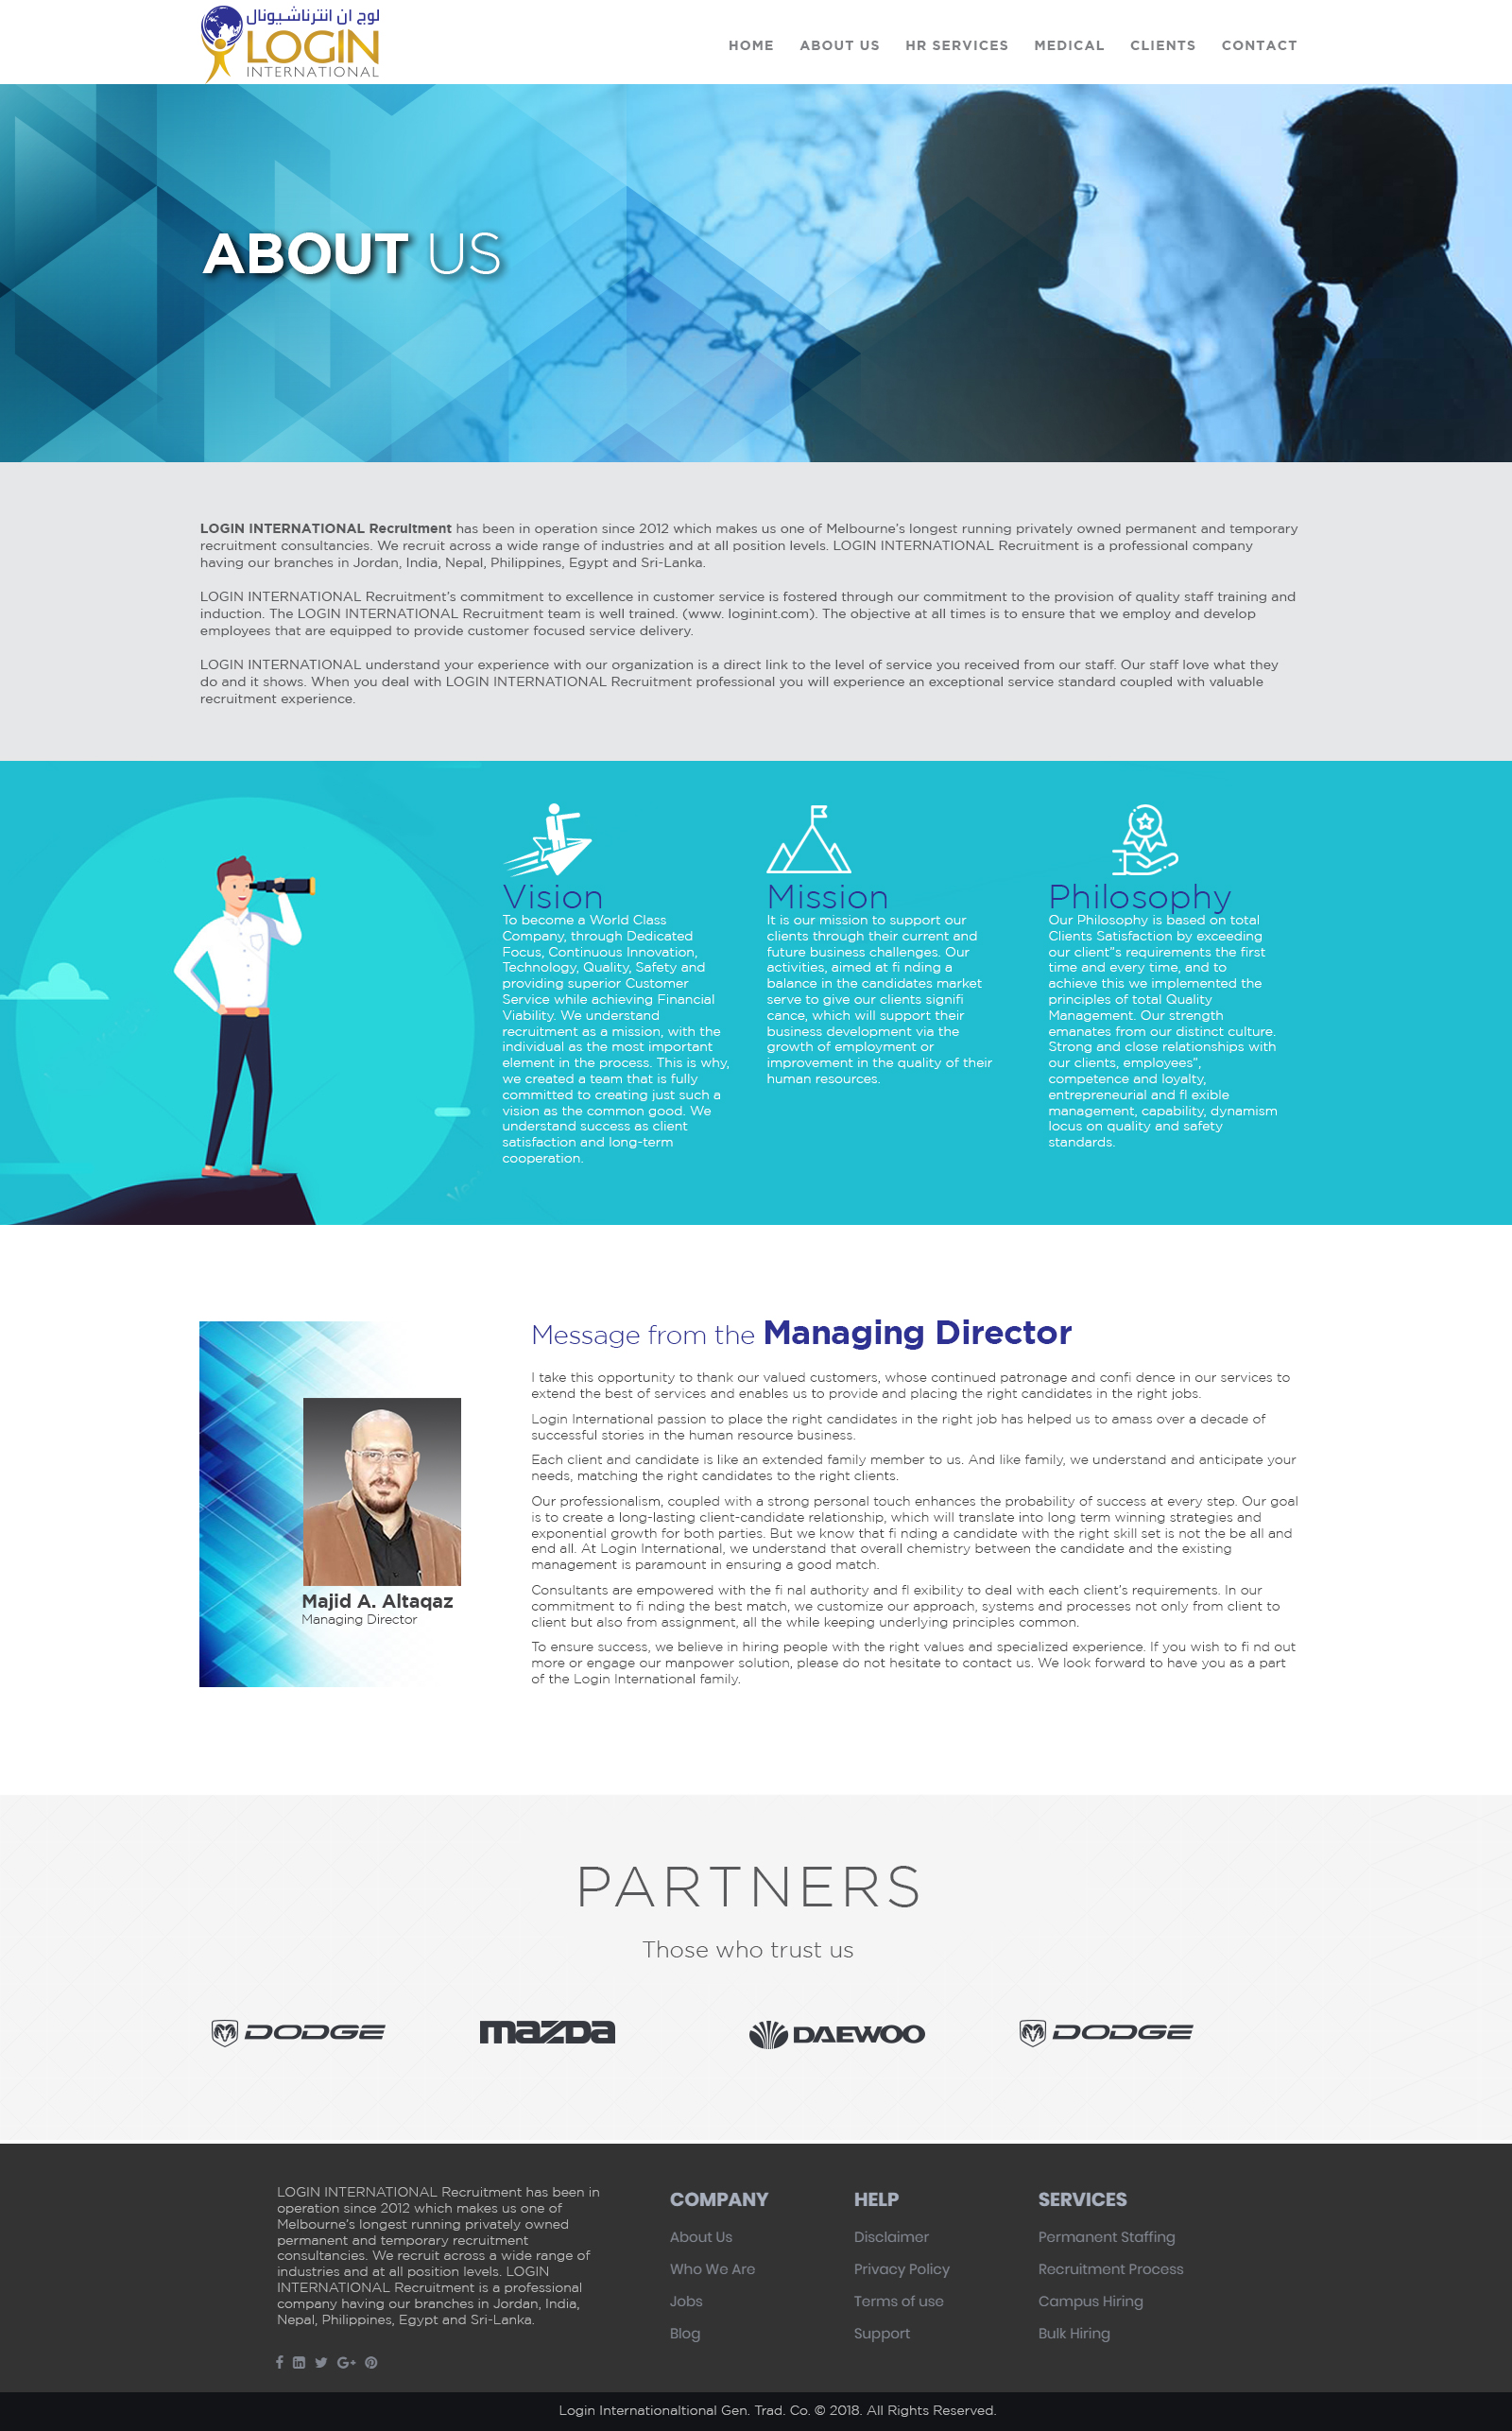 لوج ان انترناشيونال
LOGIN
INTERNATIONAL
HOME ABOUT US HR SERVICES MEDICAL CLIENTS CONTACT
ABOUT US
LOGIN INTERNATIONAL Recruitment has been in operation since 2012 which makes us one of Melbourne's longest running privately owned permanent and temporary
recruitment consultancies. We recruit across a wide range of industries and at all position levels. LOGIN INTERNATIONAL Recruitment is a professional company
having our branches in Jordan, India, Nepal, Philippines, Egypt and Sri-Lanka.
LOGIN INTERNATIONAL Recruitment's commitment to excellence in customer service is fostered through our commitment to the provision of quality staff training and
induction. The LOGIN INTERNATIONAL Recruitment team is well trained. (www. loginint.com). The objective at all times is to ensure that we employ and develop
employees that are equipped to provide customer focused service delivery.
LOGIN INTERNATIONAL understand your experience with our organization is a direct link to the level of service you received from our staff. Our staff love what they
do and it shows. When you deal with LOGIN INTERNATIONAL Recruitment professional you will experience an exceptional service standard coupled with valuable
recruitment experience.
Vision
To become a World Class
Company, through Dedicated
Focus, Continuous Innovation,
Technology, Quality, Safety and
providing superior Customer
Service while achieving Financial
Viability. We understand
recruitment as a mission, with the
individual as the most important
element in the process. This is why,
we created a team that is fully
committed to creating just such a
vision as the common good. We
understand success as client
satisfaction and long-term
cooperation.
Mission
It is our mission to support our
clients through their current and
future business challenges. Our
activities, aimed at fi nding a
balance in the candidates market
serve to give our clients signifi
cance, which will support their
business development via the
growth of employment or
improvement in the quality of their
human resources.
Philosophy
Our Philosophy is based on total
Clients Satisfaction by exceeding
our client"s requirements the first
time and every time, and to
achieve this we implemented the
principles of total Quality
Management. Our strength
emanates from our distinct culture.
Strong and close relationships with
our clients, employees",
competence and loyalty,
entrepreneurial and fl exible
management, capability, dynamism
locus on quality and safety
standards.
Message from the Managing Director
I take this opportunity to thank our valued customers, whose continued patronage and confi dence in our services to
extend the best of services and enables us to provide and placing the right candidates in the right jobs.
Login International passion to place the right candidates in the right job has helped us to amass over a decade of
successful stories in the human resource business.
Each client and candidate is like an extended family member to us. And like family, we understand and anticipate your
needs, matching the right candidates to the right clients.
Our professionalism, coupled with a strong personal touch enhances the probability of success at every step. Our goal
is to create a long-lasting client-candidate relationship, which will translate into long term winning strategies and
exponential growth for both parties. But we know that fi nding a candidate with the right skill set is not the be all and
end all. At Login International, we understand that overall chemistry between the candidate and the existing
management is paramount in ensuring a good match.
Consultants are empowered with the fi nal authority and fl exibility to deal with each client's requirements. In our
commitment to fi nding the best match, we customize our approach, systems and processes not only from client to
client but also from assignment, all the while keeping underlying principles common.
To ensure success, we believe in hiring people with the right values and specialized experience. If you wish to fi nd out
more or engage our manpower solution, please do not hesitate to contact us. We look forward to have you as a part
of the Login International family.
Majid A. Altaqaz
Managing Director
PARTNERS
Those who trust us
DODGE mazda DAEWOO DODGE
LOGIN INTERNATIONAL Recruitment has been in
operation since 2012 which makes us one of
Melbourne's longest running privately owned
permanent and temporary recruitment
consultancies. We recruit across a wide range of
industries and at all position levels. LOGIN
INTERNATIONAL Recruitment is a professional
company having our branches in Jordan, India,
Nepal, Philippines, Egypt and Sri-Lanka.
COMPANY
About Us
Who We Are
Jobs
Blog
HELP
Disclaimer
Privacy Policy
Terms of use
Support
SERVICES
Permanent Staffing
Recruitment Process
Campus Hiring
Bulk Hiring
Login Internationaltional Gen. Trad. Co. © 2018. All Rights Reserved.